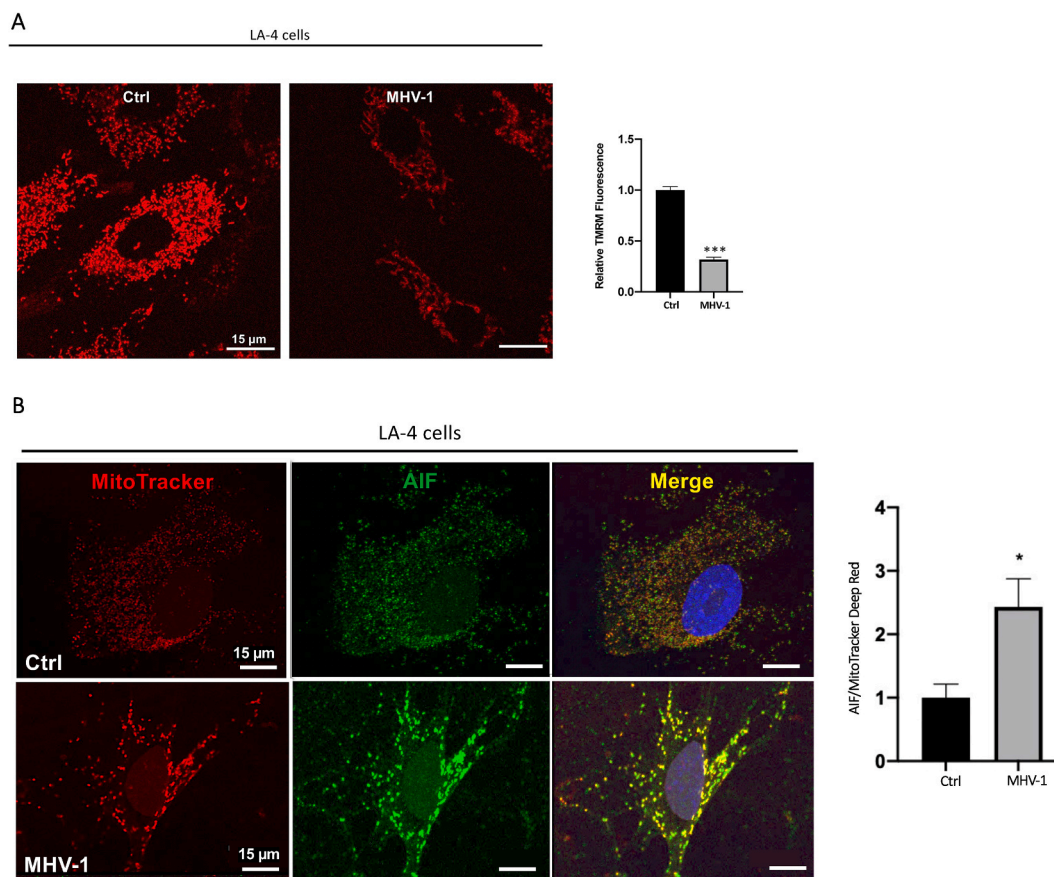 A
LA-4 cells
Ctrl
MHV-1
15 µm
Relative TMRM Fluorescence
1.5
1.0
0.5
0.0
***
Ctrl
MHV-1
B
LA-4 cells
MitoTracker
AIF
Merge
Ctrl
15 µm
MHV-1
15 µm
AIF/MitoTracker Deep Red
4
3
2
1
0
*
Ctrl
MHV-1